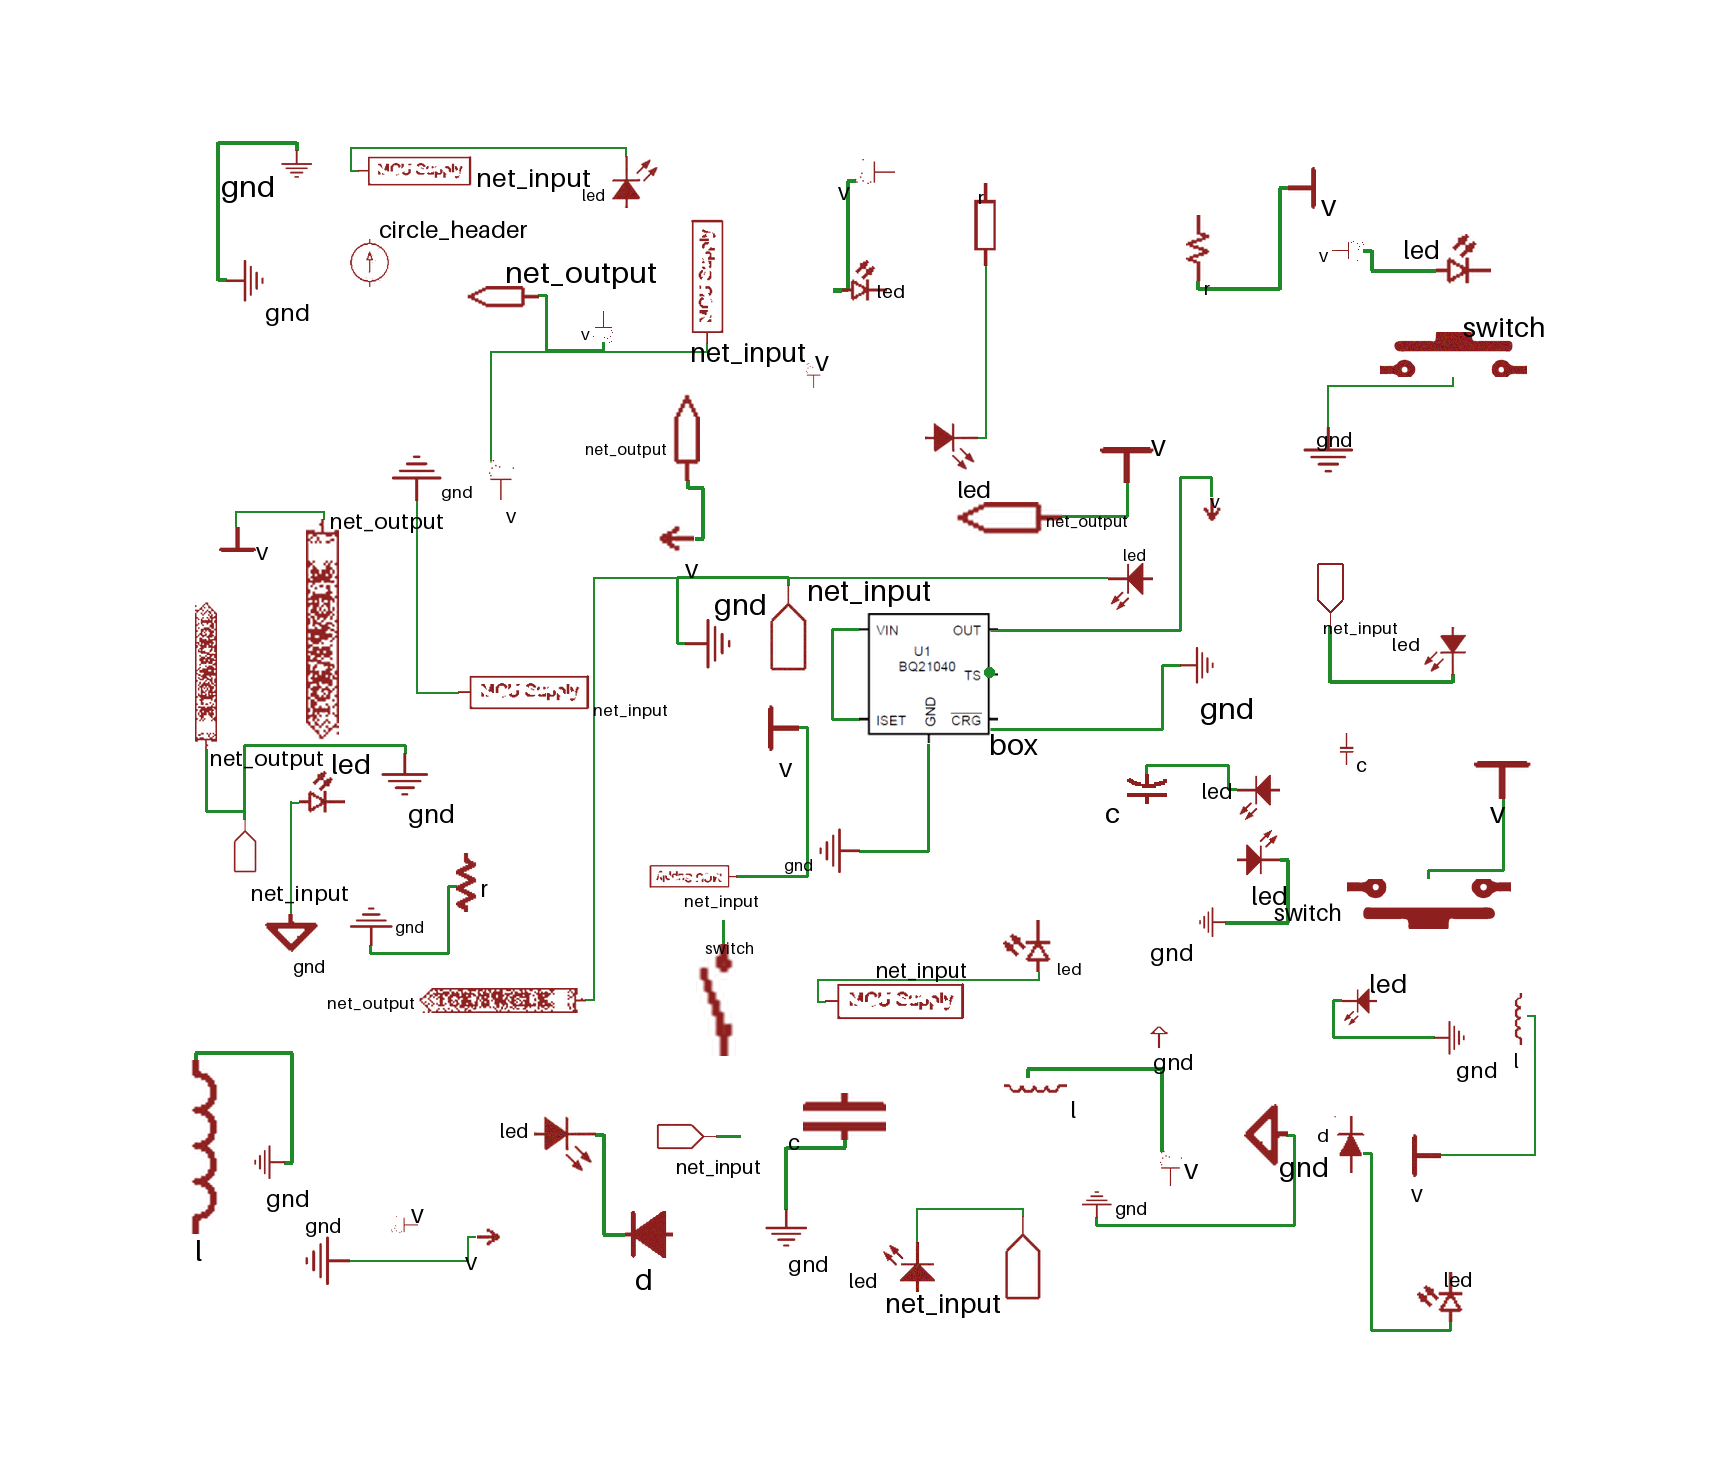 gnd
MCU Supply
net_input
led
v
r
v
led
v
led
circle_header
net_output
v
MCU Supply
net_input
v
gnd
r
switch
net_output
led
v
gnd
gnd
v
net_output
v
net_output
v
v
led
net_input
gnd
net_input
led
VIN
OUT
U1
BQ21040
TS
GND
ISET
CRG
box
MCU Supply
net_input
gnd
net_output
led
gnd
v
c
c
led
v
gnd
net_input
net_input
r
gnd
gnd
led
switch
gnd
switch
net_input
led
MCU Supply
net_output
led
gnd
l
gnd
l
led
net_input
c
v
gnd
d
v
gnd
l
gnd
v
gnd
v
d
gnd
led
net_input
led